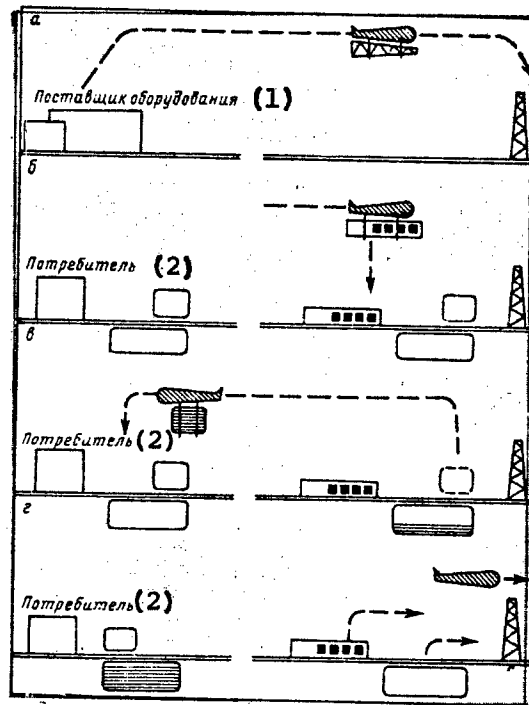 а
Поставщик оборудования (1)
б
Потребитель (2)
в
Потребитель (2)
г
Потребитель (2)